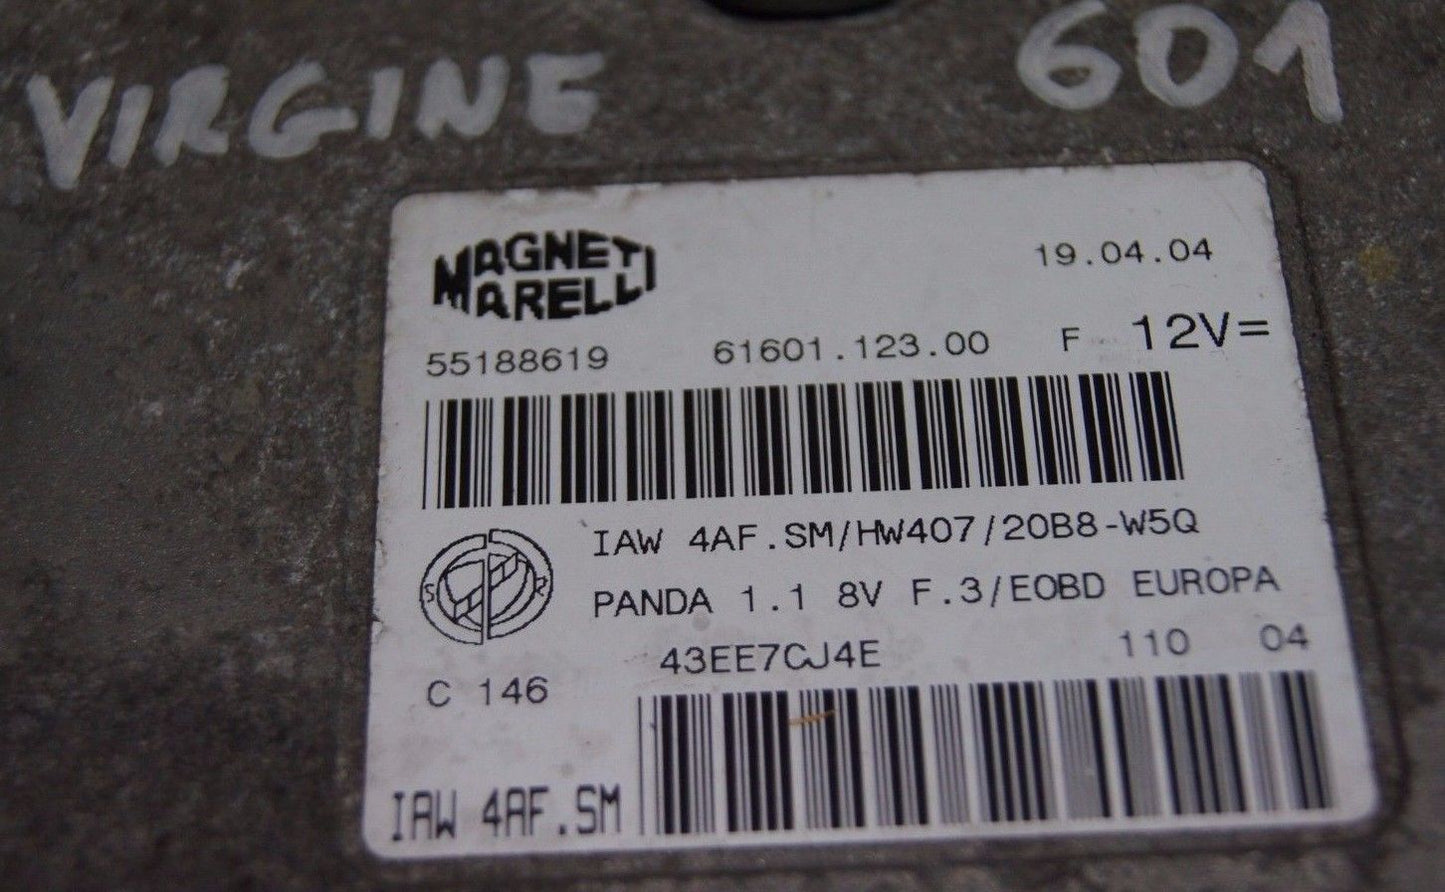 VIRGINE 601
MAGNETI
MARELLI
19.04.04
55188619 61601.123.00 F 12V=
IAW 4AF.SM/HW407/20B8-W5Q
S R
PANDA 1.1 8V F.3/EOBD EUROPA
43EE7CJ4E 110 04
C 146
IAW 4AF.SM